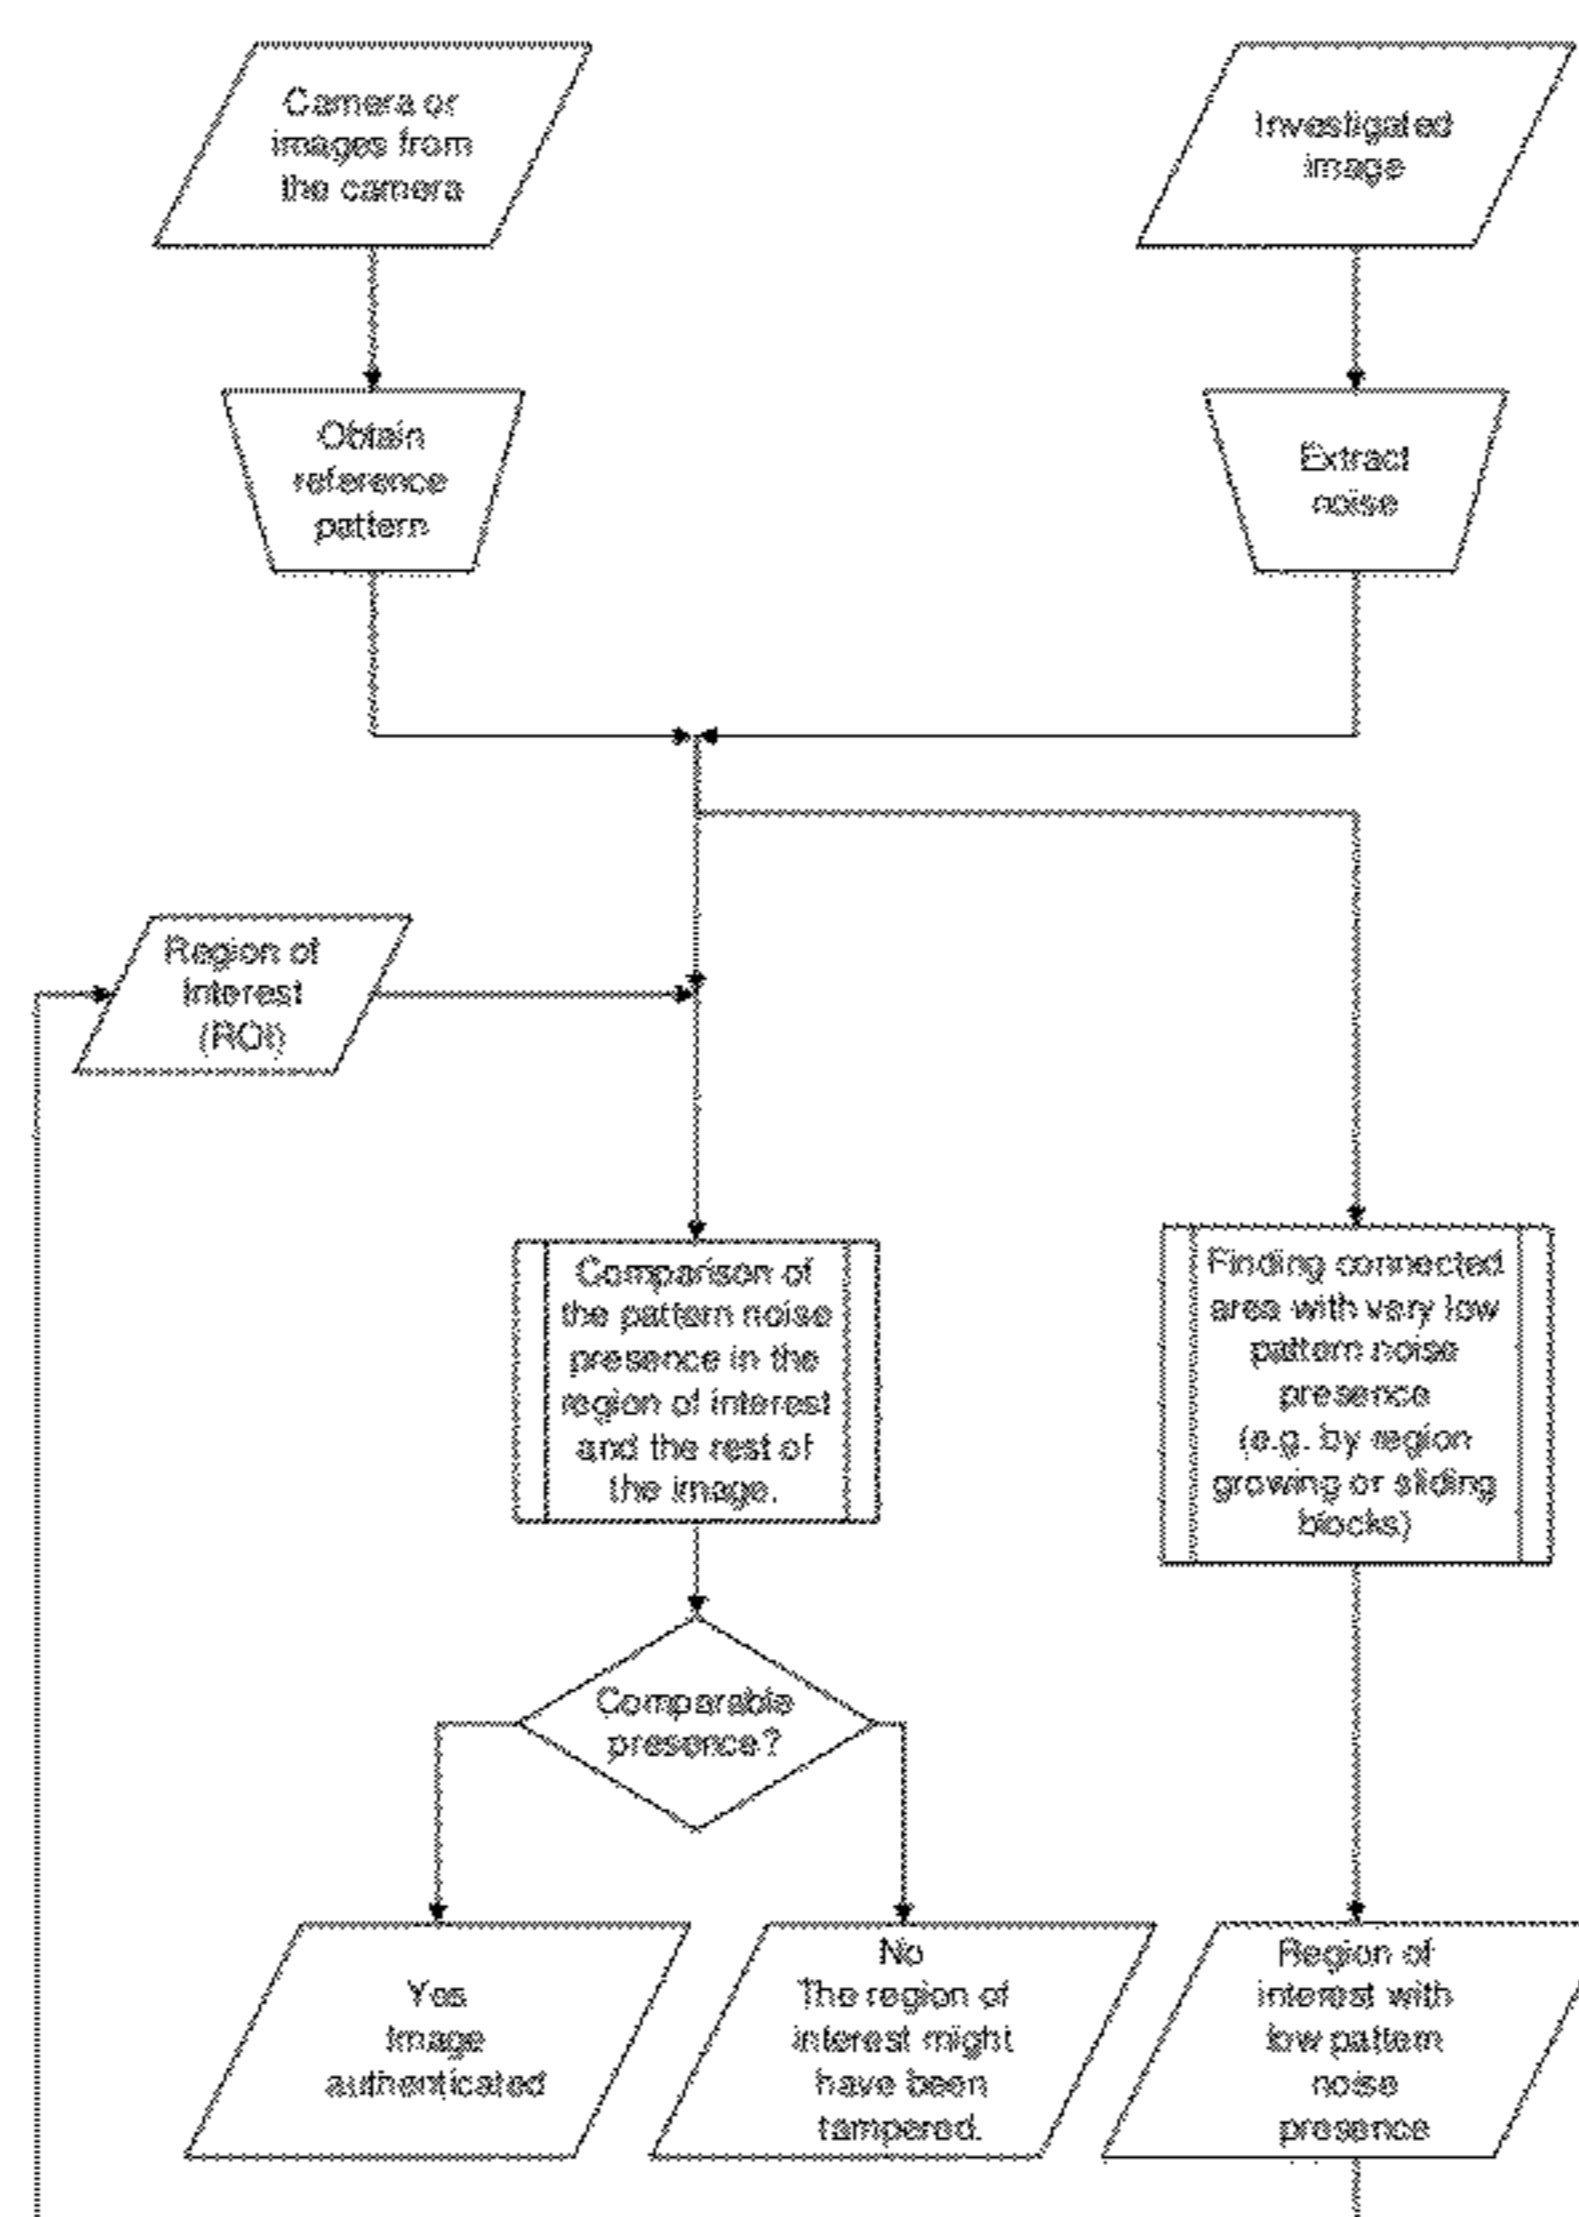 Camera or
images from
the camera
Investigated
image
Obtain
reference
pattern
Extract
noise
Region of
Interest
(ROI)
Comparison of
the pattern noise
presence in the
region of interest
and the rest of
the image.
Finding connected
area with very low
pattern noise
presence
(e.g. by region
growing or sliding
blocks)
Comparable
presence?
Yes
Image
authenticated
No
The region of
interest might
have been
tampered.
Region of
interest with
low pattern
noise
presence